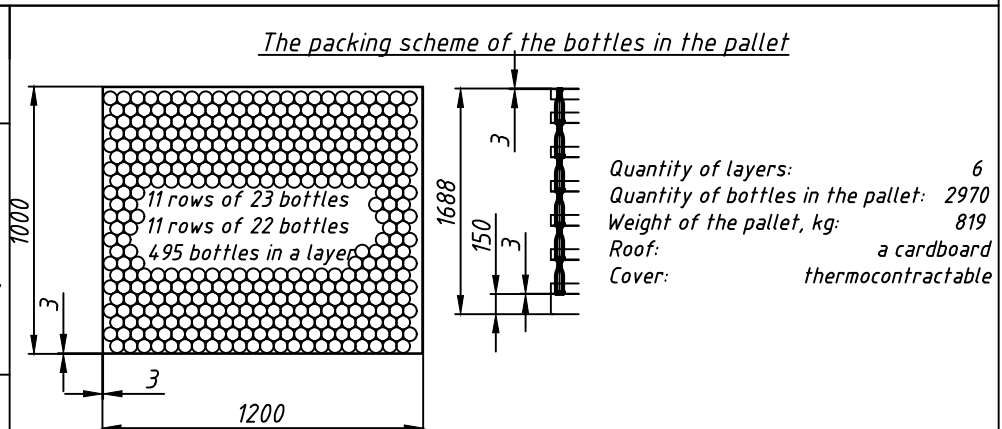 The packing scheme of the bottles in the pallet
11 rows of 23 bottles
11 rows of 22 bottles
495 bottles in a layer
1000
3
3
1200
3
1688
150
3
Quantity of layers: 6
Quantity of bottles in the pallet: 2970
Weight of the pallet, kg: 819
Roof: a cardboard
Cover: thermocontractable